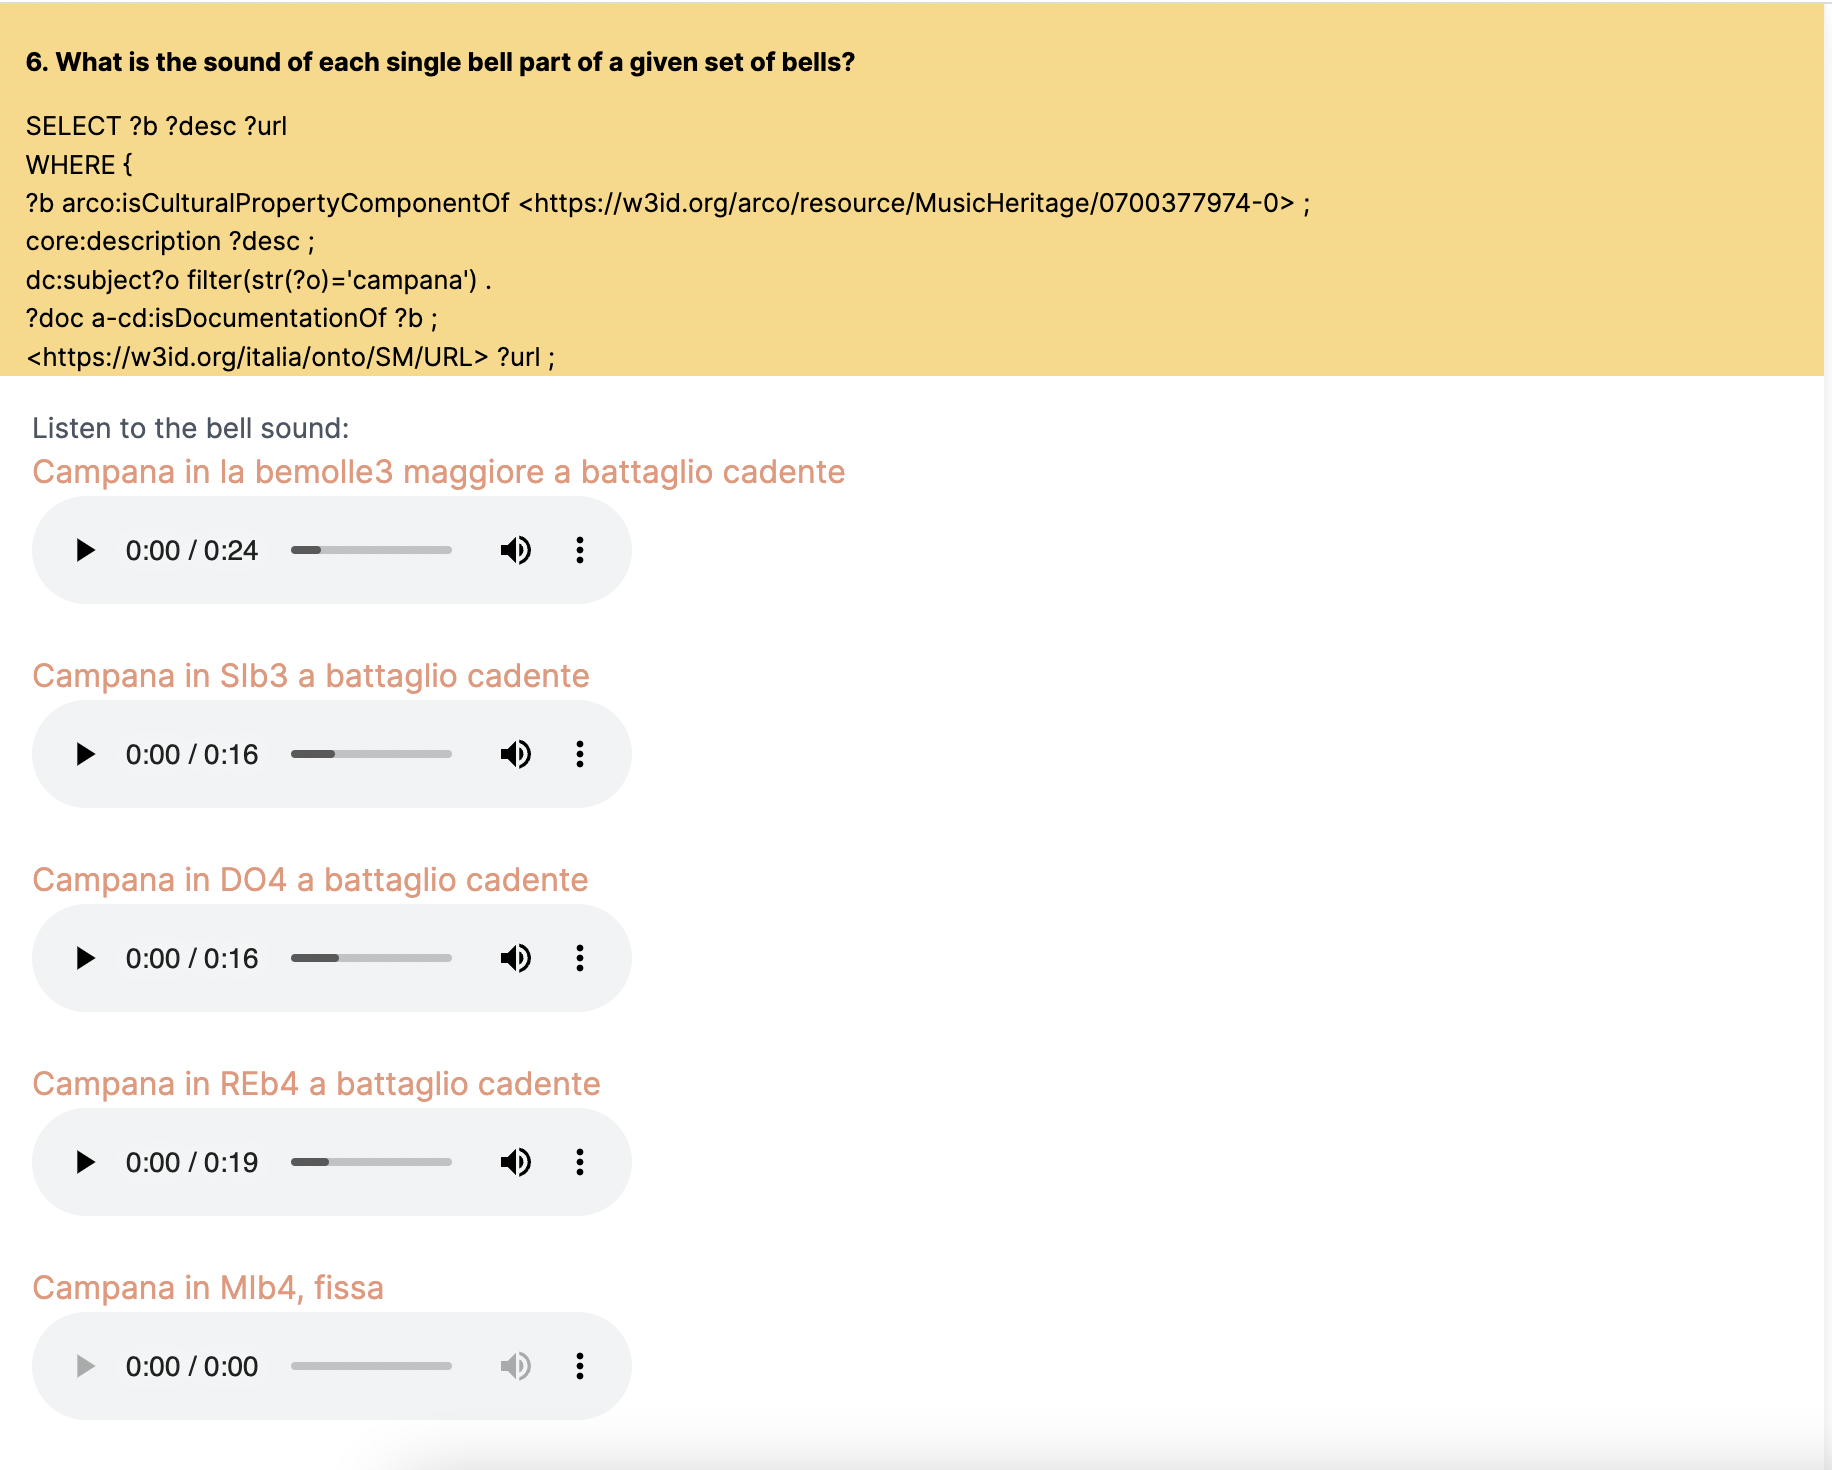 6. What is the sound of each single bell part of a given set of bells?
SELECT ?b ?desc ?url
WHERE {
?b arco:isCulturalPropertyComponentOf <https://w3id.org/arco/resource/MusicHeritage/0700377974-0> ;
core:description ?desc ;
dc:subject?o filter(str(?o)='campana') .
?doc a-cd:isDocumentationOf ?b ;
<https://w3id.org/italia/onto/SM/URL> ?url ;
Listen to the bell sound:
Campana in la bemolle3 maggiore a battaglio cadente
0:00 / 0:24
Campana in SIb3 a battaglio cadente
0:00 / 0:16
Campana in DO4 a battaglio cadente
0:00 / 0:16
Campana in REb4 a battaglio cadente
0:00 / 0:19
Campana in MIb4, fissa
0:00 / 0:00